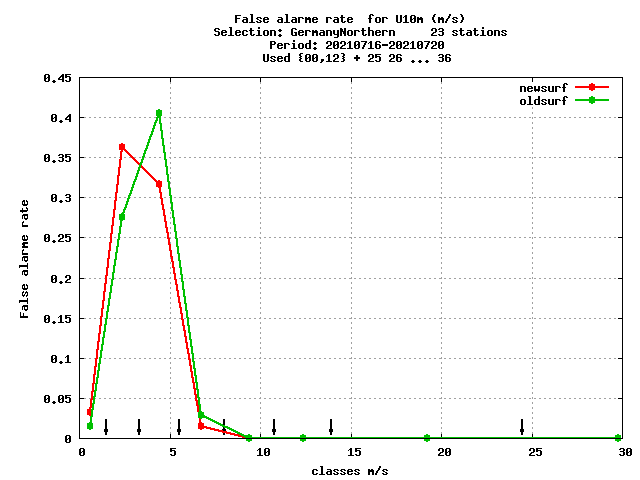 False alarme rate  for U10m (m/s)
Selection: GermanyNorthern     23 stations
Period: 20210716-20210720
Used {00,12} + 25 26 ... 36
0.45
0.4
0.35
0.3
0.25
0.2
0.15
0.1
0.05
0
False alarme rate
newsurf
oldsurf
0 5 10 15 20 25 30
classes m/s